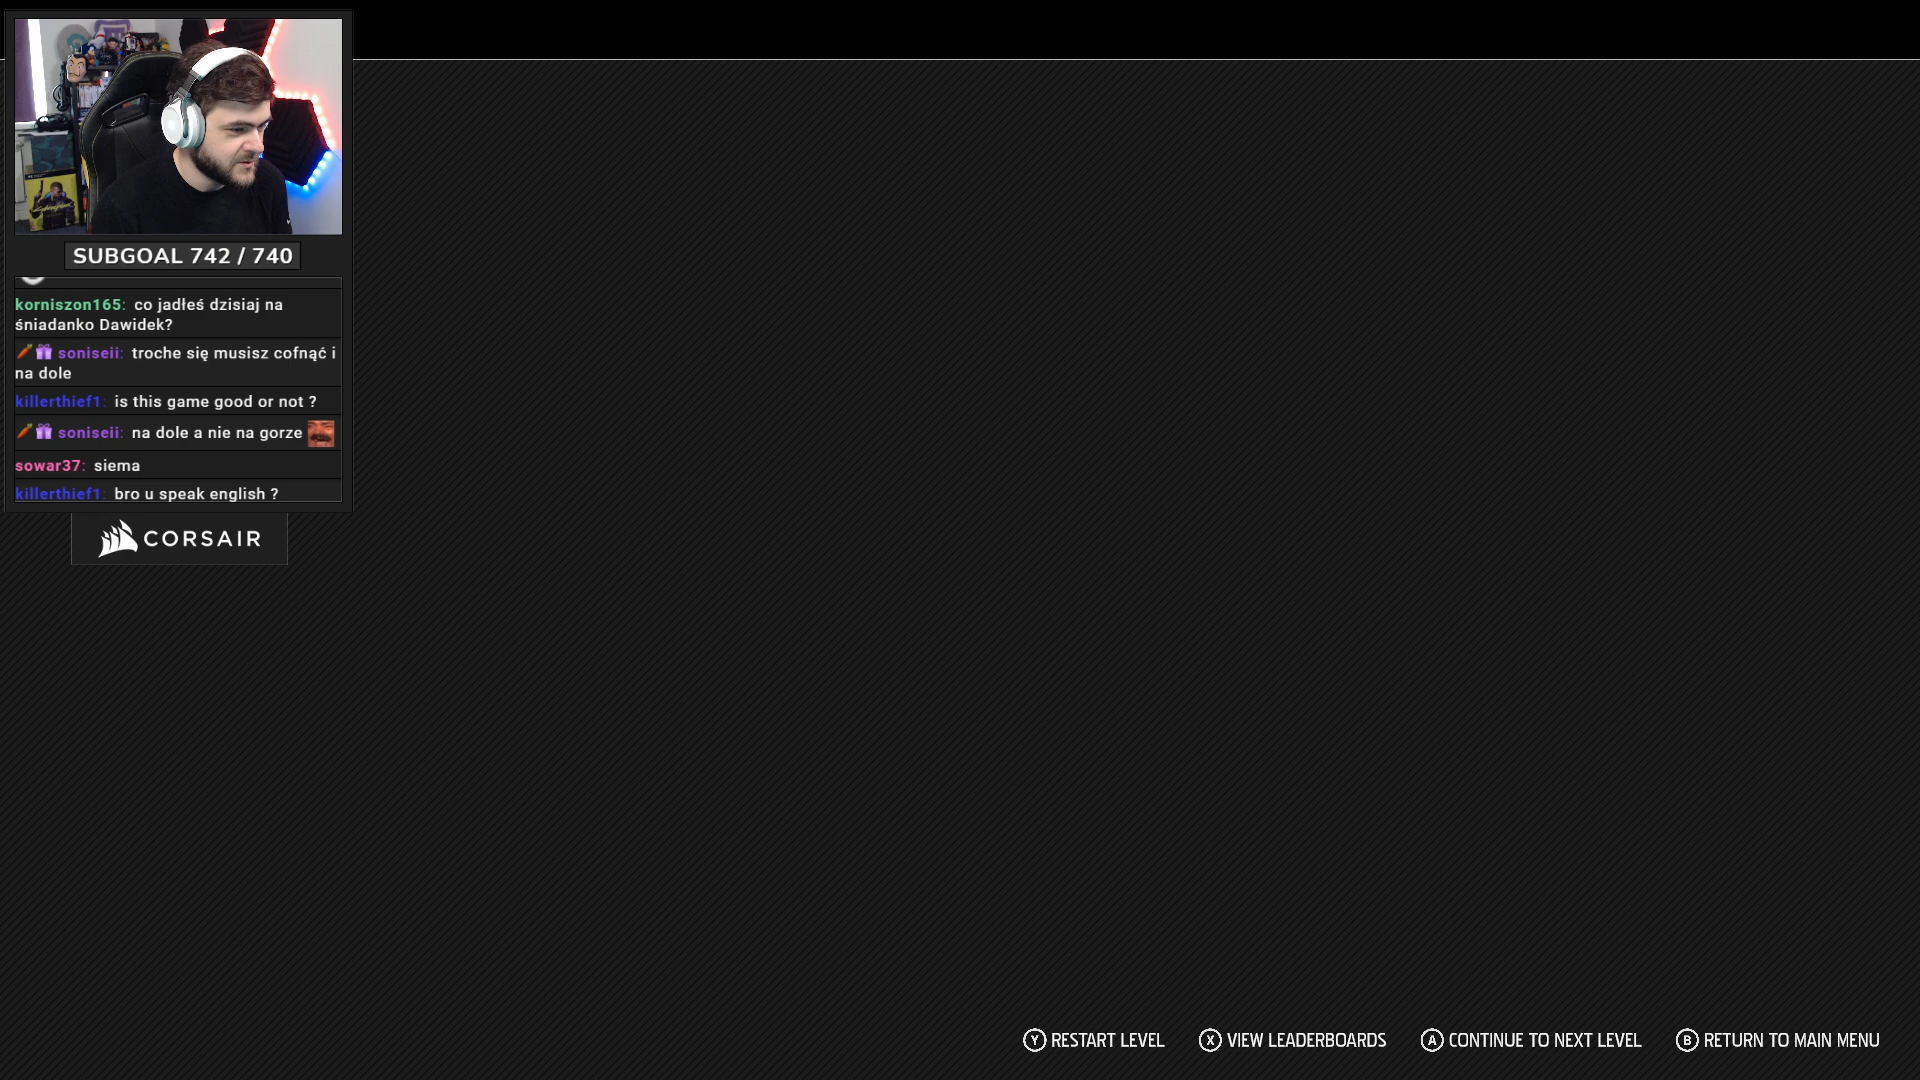 SUBGOAL 742 / 740
korniszon165: co jadłeś dzisiaj na
śniadanko Dawidek?
soniseii: troche się musisz cofnąć i
na dole
killerthief1: is this game good or not ?
soniseii: na dole a nie na gorze
sowar37: siema
killerthief1: bro u speak english ?
CORSAIR
Y RESTART LEVEL X VIEW LEADERBOARDS A CONTINUE TO NEXT LEVEL B RETURN TO MAIN MENU